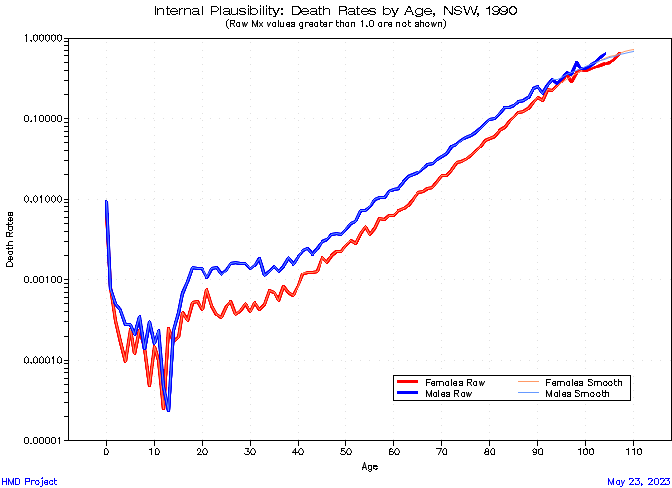 Internal Plausibility: Death Rates by Age, NSW, 1990
(Raw Mx values greater than 1.0 are not shown)
1.00000
0.10000
0.01000
0.00100
0.00010
0.00001
Death Rates
Females Raw
Females Smooth
Males Raw
Males Smooth
0 10 20 30 40 50 60 70 80 90 100 110
Age
HMD Project
May 23, 2023